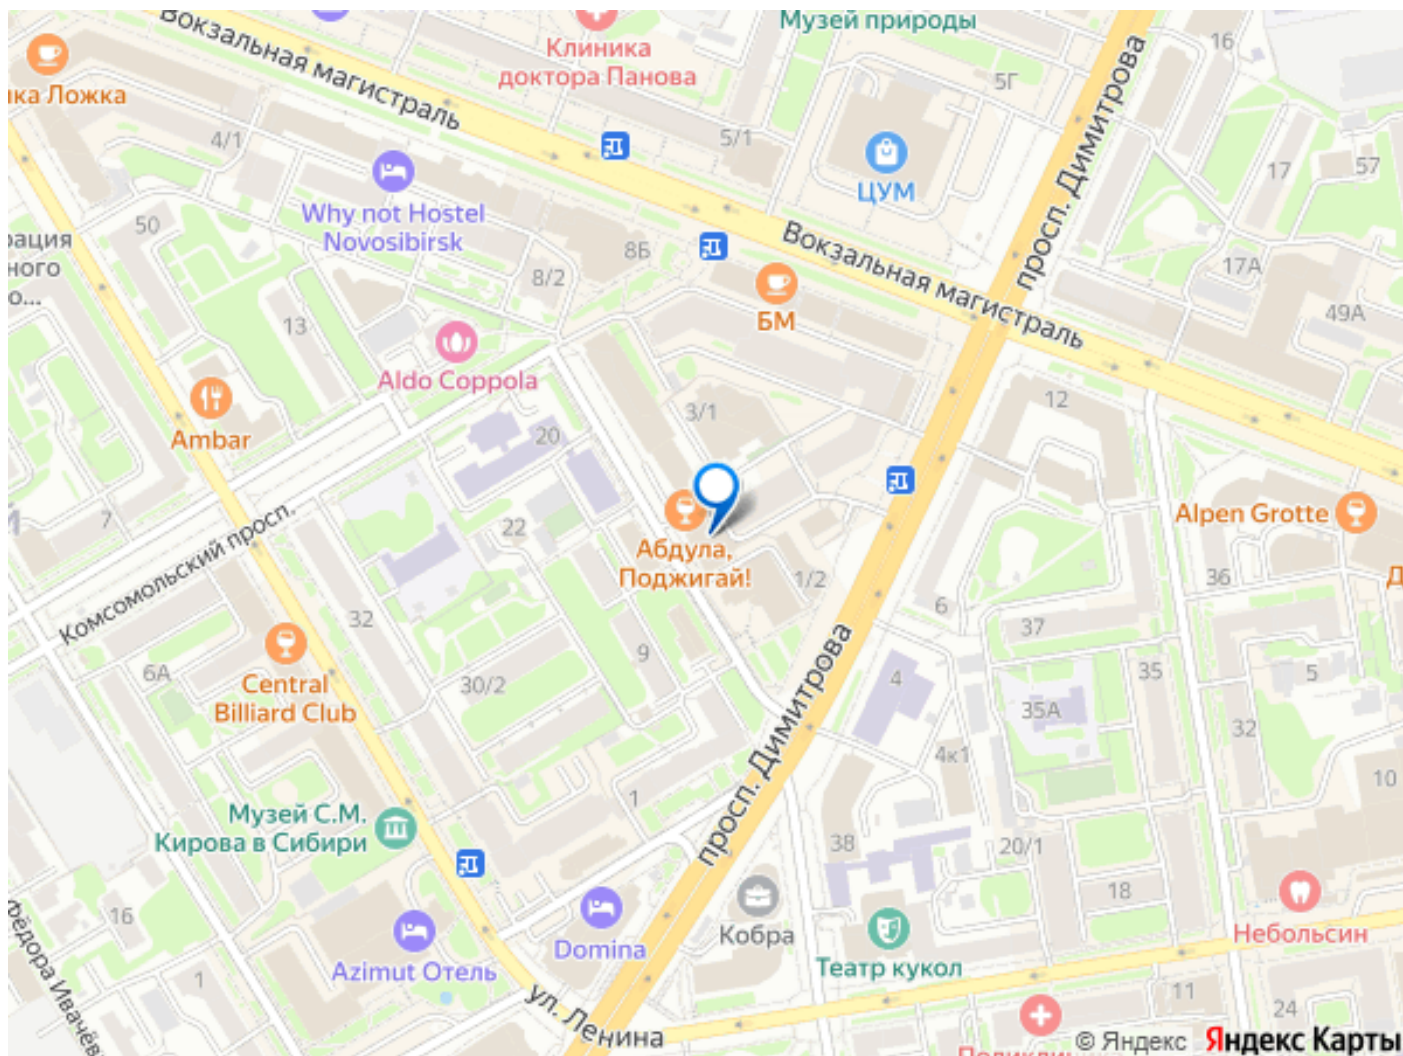 Музей природы
Клиника
доктора Панова
Вокзальная магистраль
просп. Димитрова
16
5Г
ка Ложка
4/1
5/1
ЦУМ
17
57
Why not Hostel
Novosibirsk
50
рация
ного
о...
8Б
8/2
Вокзальная магистраль
17А
БМ
49А
13
Aldo Coppola
Ambar
3/1
12
20
7
22
Alpen Grotte
Комсомольский просп.
Абдула,
Поджигай!
1/2
36
6
32
37
9
6А
30/2
35
5
Central
Billiard Club
4
35А
32
просп. Димитрова
4к1
10
1
Музей С.М.
Кирова в Сибири
38
20/1
18
16
Фёдора Ивачёв
Domina
Кобра
Небольсин
Azimut Отель
Театр кукол
1
ул. Ленина
11
24
© Яндекс Яндекс Карты